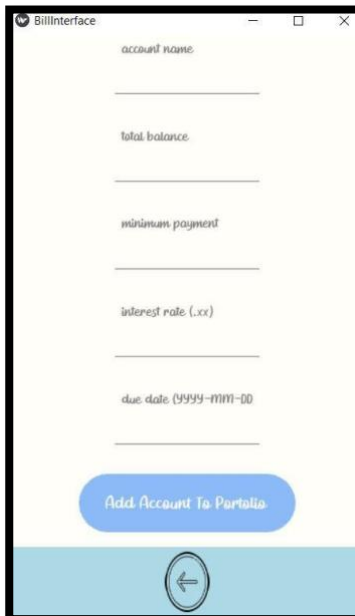 BillInterface
account name
total balance
minimum payment
interest rate (.xx)
due date (YYYY-MM-DD
Add Account To Portolio